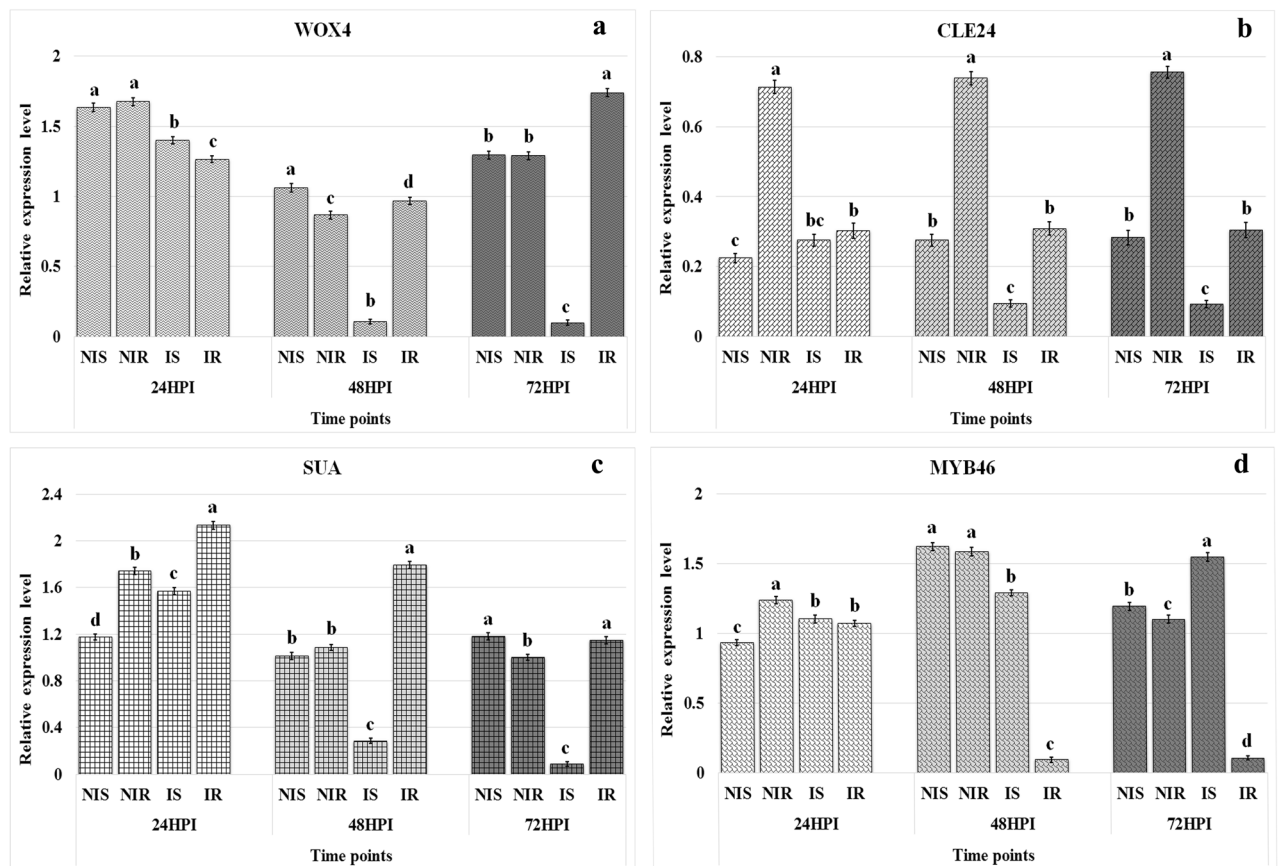 WOX4 a
Relative expression level
2
1.5
1
0.5
0
a a b c
a c b d
b b c a
NIS NIR IS IR NIS NIR IS IR NIS NIR IS IR
24HPI 48HPI 72HPI
Time points
CLE24 b
Relative expression level
0.8
0.6
0.4
0.2
0
c a bc b
b a c b
b a c b
NIS NIR IS IR NIS NIR IS IR NIS NIR IS IR
24HPI 48HPI 72HPI
Time points
SUA c
Relative expression level
2.4
2
1.6
1.2
0.8
0.4
0
d b c a
b b c a
a b c a
NIS NIR IS IR NIS NIR IS IR NIS NIR IS IR
24HPI 48HPI 72HPI
Time points
MYB46 d
Relative expression level
2
1.5
1
0.5
0
c a b b
a a b c
b c a d
NIS NIR IS IR NIS NIR IS IR NIS NIR IS IR
24HPI 48HPI 72HPI
Time points